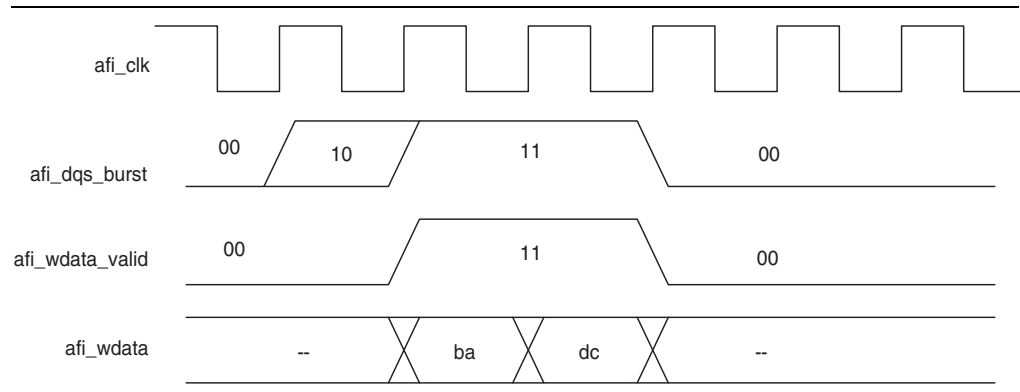 afi_clk
afi_dqs_burst 00 10 11 00
afi_wdata_valid 00 11 00
afi_wdata -- ba dc --